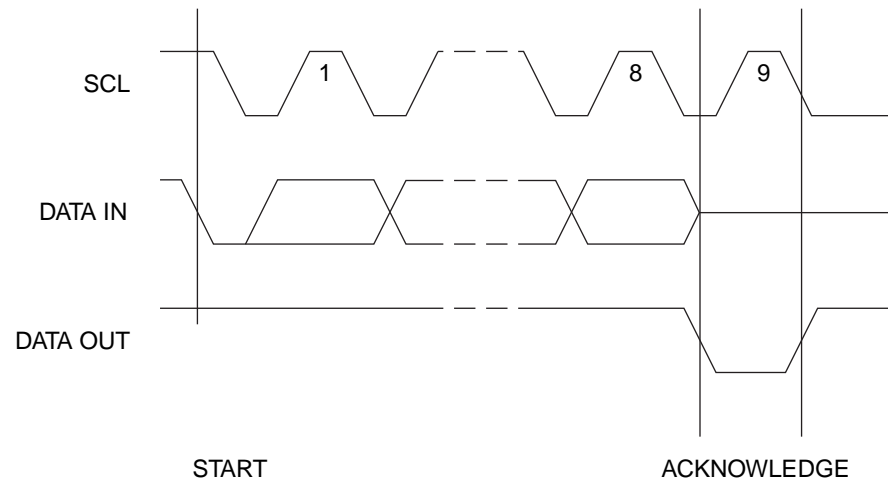 SCL
1
8
9
DATA IN
DATA OUT
START
ACKNOWLEDGE